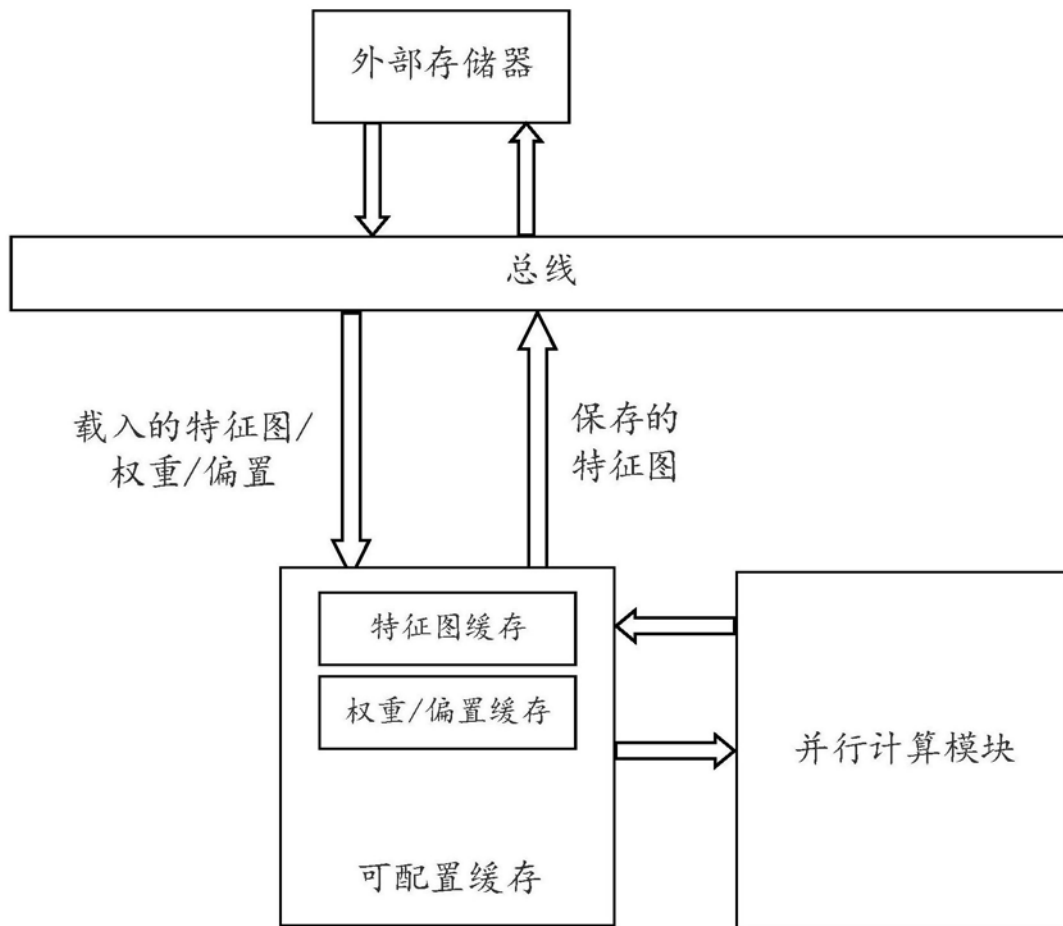 外部存储器
总线
载入的特征图/
权重/偏置
保存的
特征图
特征图缓存
权重/偏置缓存
并行计算模块
可配置缓存